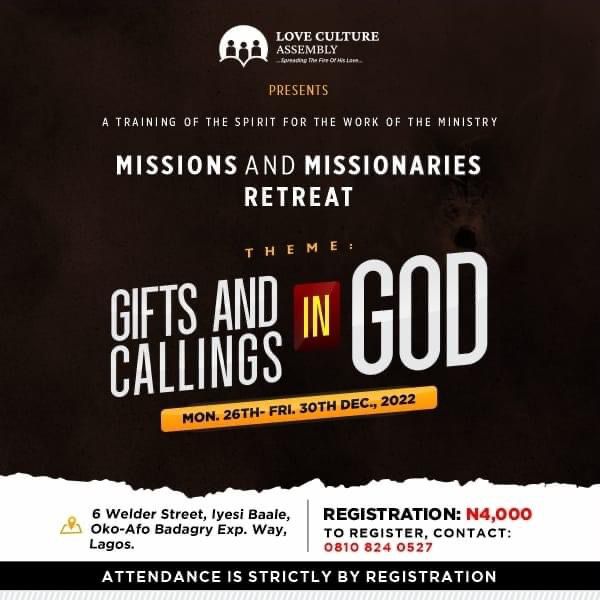 LOVE CULTURE
ASSEMBLY
...Spreading The Fire Of His Love...
PRESENTS
A TRAINING OF THE SPIRIT FOR THE WORK OF THE MINISTRY
MISSIONS AND MISSIONARIES
RETREAT
THEME:
GIFTS AND
CALLINGS
IN
GOD
MON. 26TH- FRI. 30TH DEC., 2022
6 Welder Street, Iyesi Baale,
Oko-Afo Badagry Exp. Way,
Lagos.
REGISTRATION: N4,000
TO REGISTER, CONTACT:
0810 824 0527
ATTENDANCE IS STRICTLY BY REGISTRATION